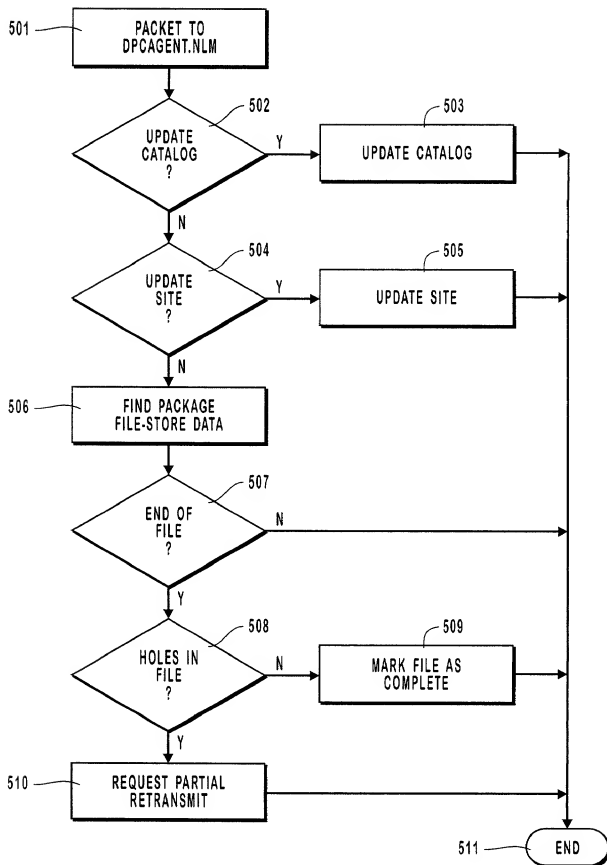 501
PACKET TO
DPCAGENT.NLM
502
UPDATE
CATALOG
?
Y
N
503
UPDATE CATALOG
504
UPDATE
SITE
?
Y
N
505
UPDATE SITE
506
FIND PACKAGE
FILE-STORE DATA
507
END OF
FILE
?
N
Y
508
HOLES IN
FILE
?
N
Y
509
MARK FILE AS
COMPLETE
510
REQUEST PARTIAL
RETRANSMIT
511
END